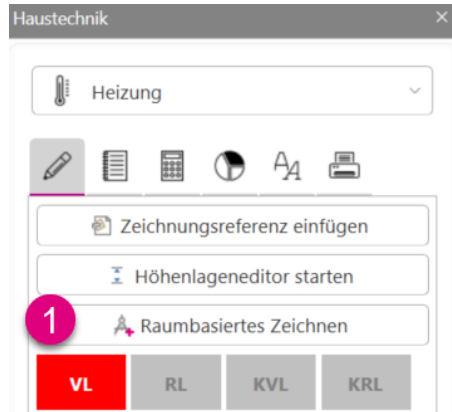 Haustechnik
Heizung
Zeichnungsreferenz einfügen
Höhenlageneditor starten
1 Raumbasiertes Zeichnen
VL RL KVL KRL